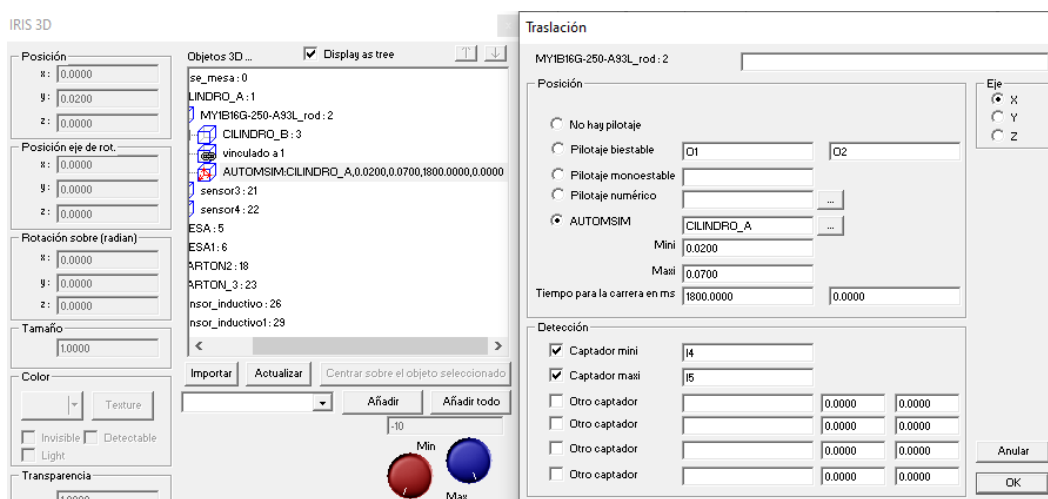 IRIS 3D
Posición
x: 0.0000
y: 0.0200
z: 0.0000
Posición eje de rot.
x: 0.0000
y: 0.0000
z: 0.0000
Rotación sobre (radian)
x: 0.0000
y: 0.0000
z: 0.0000
Tamaño
1.0000
Color
Texture
Invisible Detectable
Light
Transparencia
1.0000
Objetos 3D ... Display as tree
se_mesa : 0
LINDRO_A : 1
MY1B16G-250-A93L_rod : 2
CILINDRO_B : 3
vinculado a 1
AUTOMSIM:CILINDRO_A,0.0200,0.0700,1800.0000,0.0000
sensor3 : 21
sensor4 : 22
ESA : 5
ESA1 : 6
ARTON2 : 18
ARTON_3 : 23
nsor_inductivo : 26
nsor_inductivo1 : 29
Importar Actualizar Centrar sobre el objeto seleccionado
Añadir Añadir todo
-10
Min
Max
Traslación
MY1B16G-250-A93L_rod : 2
Posición
No hay pilotaje
Pilotaje biestable O1 O2
Pilotaje monoestable
Pilotaje numérico ...
AUTOMSIM CILINDRO_A ...
Mini 0.0200
Maxi 0.0700
Tiempo para la carrera en ms 1800.0000 0.0000
Detección
Captador mini I4
Captador maxi I5
Otro captador 0.0000 0.0000
Otro captador 0.0000 0.0000
Otro captador 0.0000 0.0000
Otro captador 0.0000 0.0000
Eje
X
Y
Z
Anular
OK